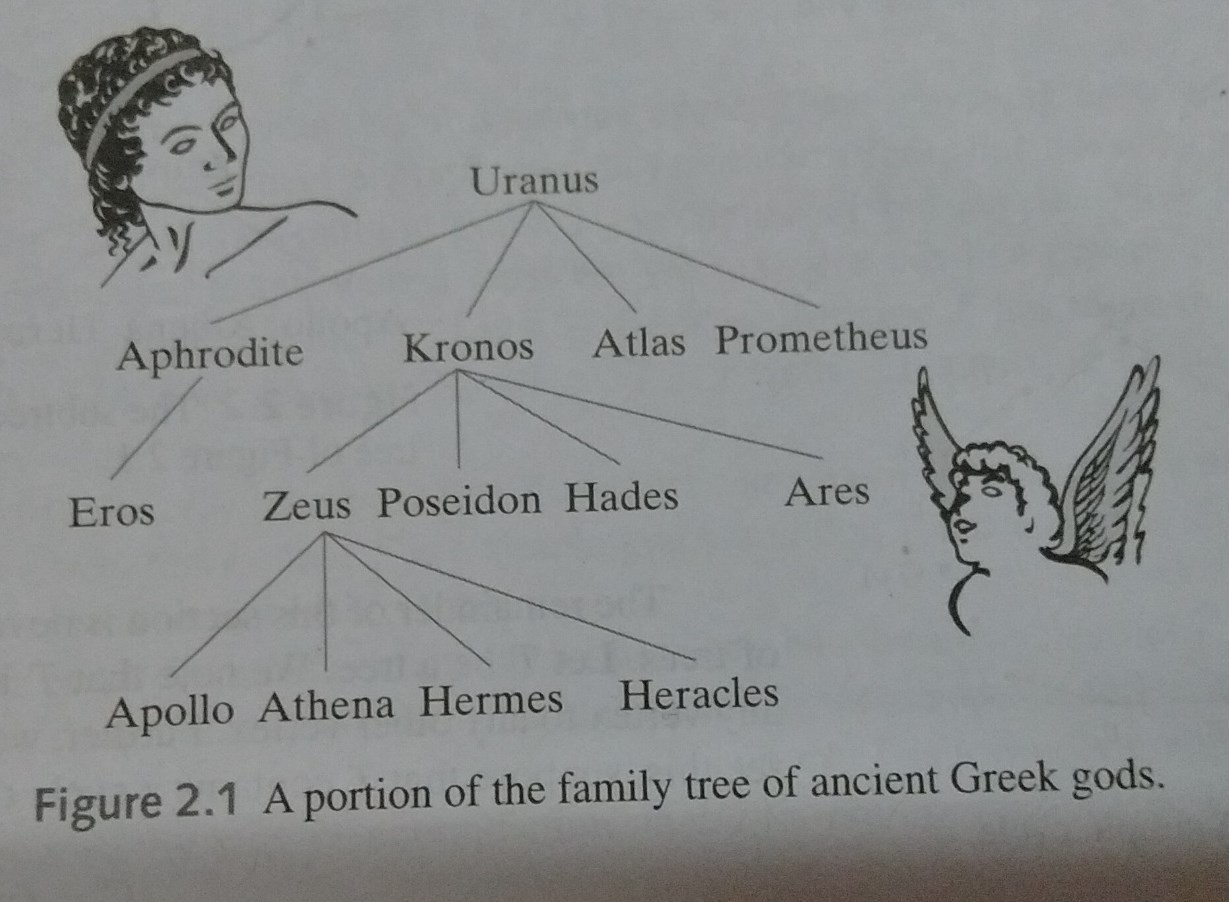 Uranus
Aphrodite Kronos Atlas Prometheus
Eros Zeus Poseidon Hades Ares
Apollo Athena Hermes Heracles
Figure 2.1 A portion of the family tree of ancient Greek gods.